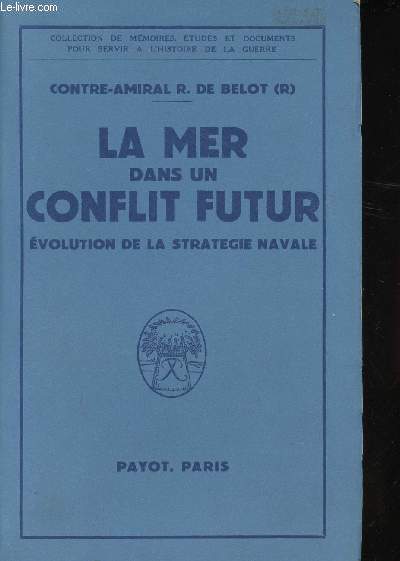 © Le-livre.com
COLLECTION DE MÉMOIRES, ÉTUDES ET DOCUMENTS
POUR SERVIR A L'HISTOIRE DE LA GUERRE
CONTRE-AMIRAL R. DE BELOT (R)
LA MER
DANS UN
CONFLIT FUTUR
ÉVOLUTION DE LA STRATEGIE NAVALE
PAYOT, PARIS